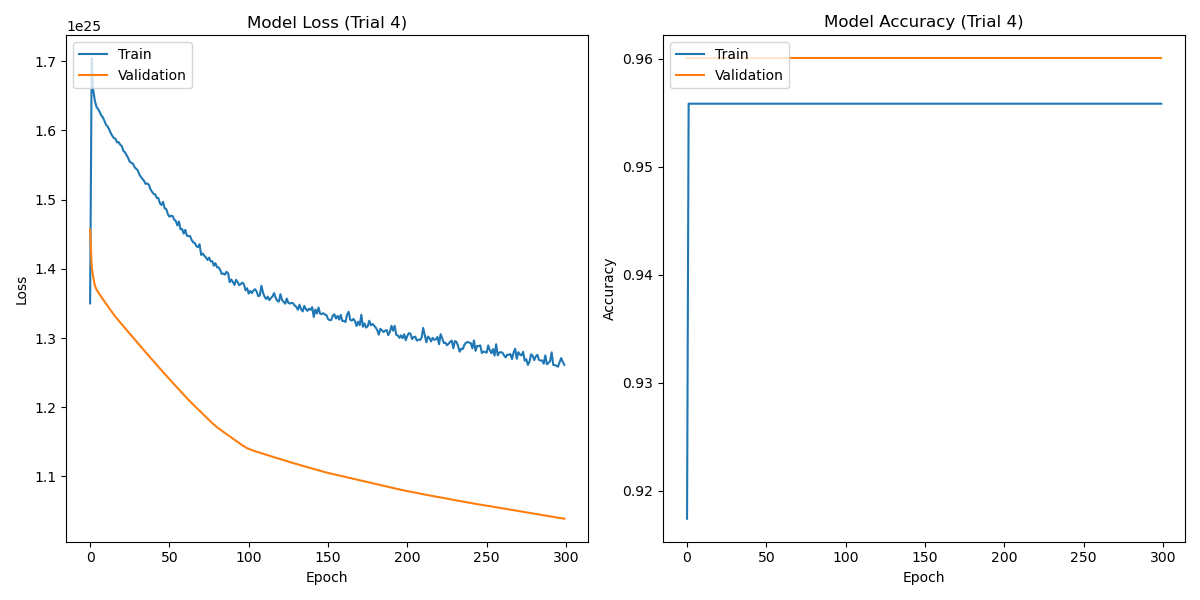 Model Loss (Trial 4)
1e25
Train
Validation
1.7
1.6
1.5
1.4
1.3
1.2
1.1
Loss
0
50
100
150
200
250
300
Epoch
Model Accuracy (Trial 4)
Train
Validation
0.96
0.95
0.94
0.93
0.92
Accuracy
0
50
100
150
200
250
300
Epoch